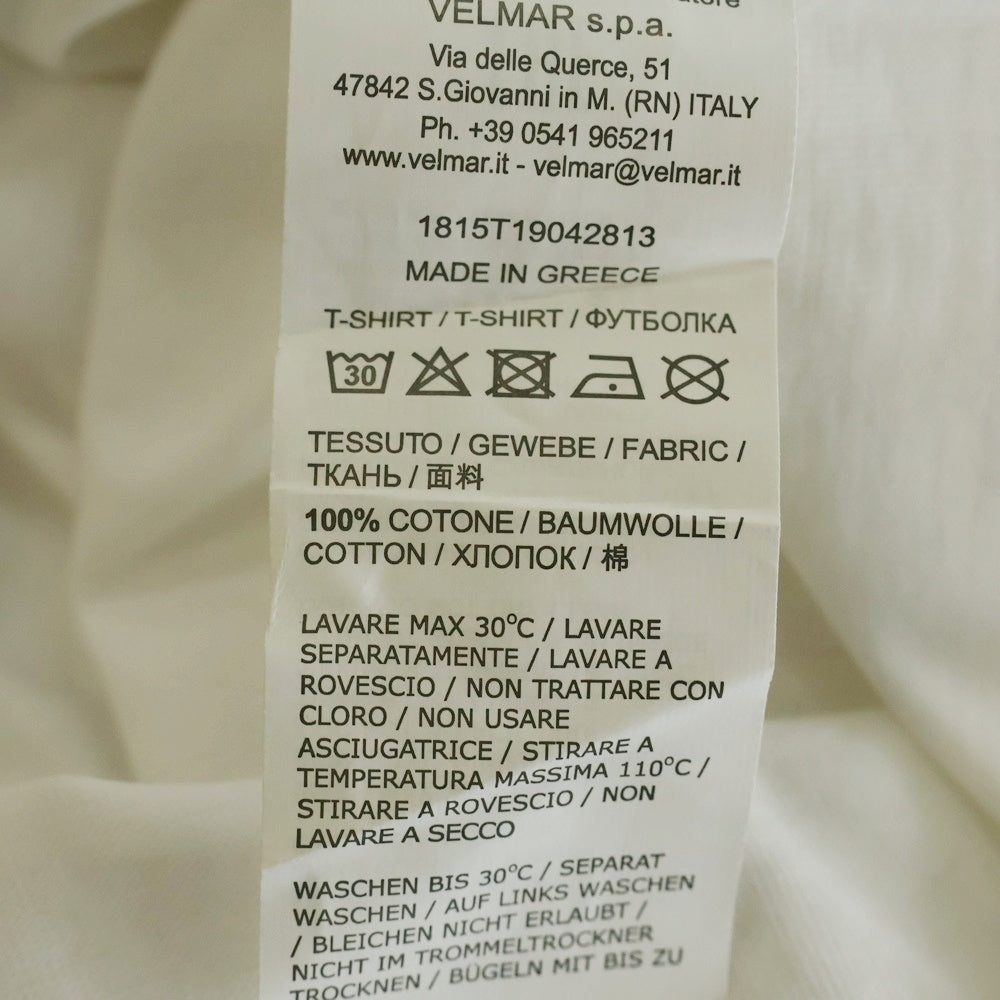 VELMAR s.p.a.
Via delle Querce, 51
47842 S.Giovanni in M. (RN) ITALY
Ph. +39 0541 965211
www.velmar.it - velmar@velmar.it
1815T19042813
MADE IN GREECE
T-SHIRT / T-SHIRT / ФУТБОЛКА
30
TESSUTO / GEWEBE / FABRIC /
ТКАНЬ / 面料
100% COTONE / BAUMWOLLE /
COTTON / ХЛОПОК / 棉
LAVARE MAX 30°C / LAVARE
SEPARATAMENTE / LAVARE A
ROVESCIO / NON TRATTARE CON
CLORO / NON USARE
ASCIUGATRICE / STIRARE A
TEMPERATURA MASSIMA 110°C /
STIRARE A ROVESCIO / NON
LAVARE A SECCO
WASCHEN BIS 30°C / SEPARAT
WASCHEN / AUF LINKS WASCHEN
/ BLEICHEN NICHT ERLAUBT /
NICHT IM TROMMELTROCKNER
TROCKNEN / BÜGELN MIT BIS ZU